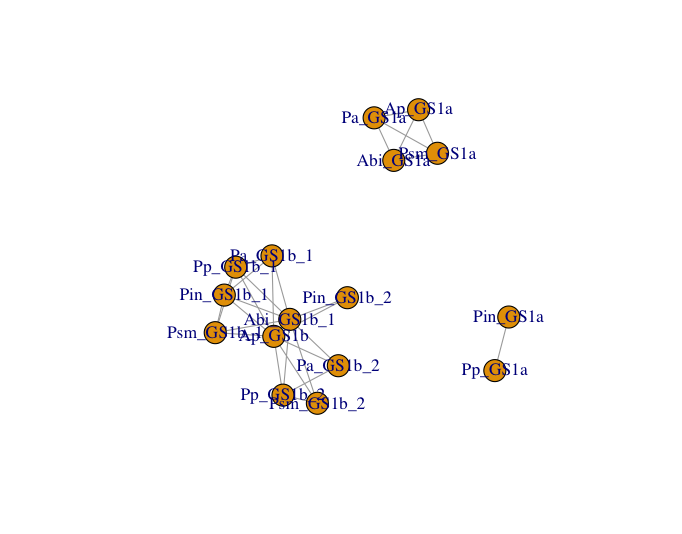 Ap_GS1a
Pa_GS1a
Psm_GS1a
Abi_GS1a
Pa_GS1b_1
Pp_GS1b_1
Pin_GS1b_1
Pin_GS1b_2
Abi_GS1b_1
Psm_GS1b_1
Ap_GS1b
Pin_GS1a
Pa_GS1b_2
Pp_GS1a
Pp_GS1b_2
Psm_GS1b_2